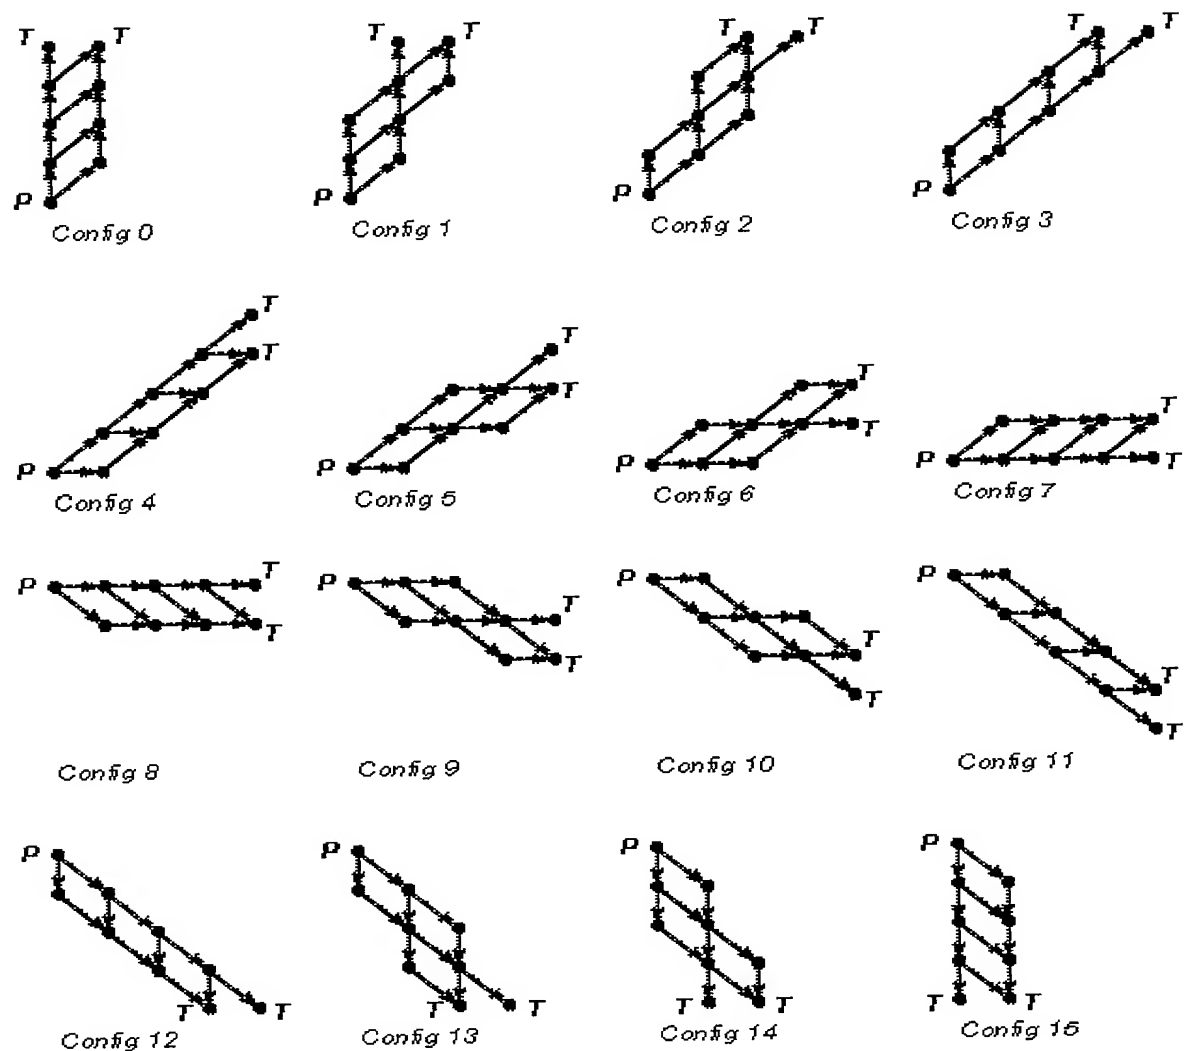 T T T T T T T T
P P P P
Config 0 Config 1 Config 2 Config 3
T
T T
T T T
P P P T T
P T
Config 4 Config 5 Config 6 Config 7
P T P P P
T T T
T T T
T
Config 8 Config 9 Config 10 Config 11
P P P P
T T T T T T T T
Config 12 Config 13 Config 14 Config 15